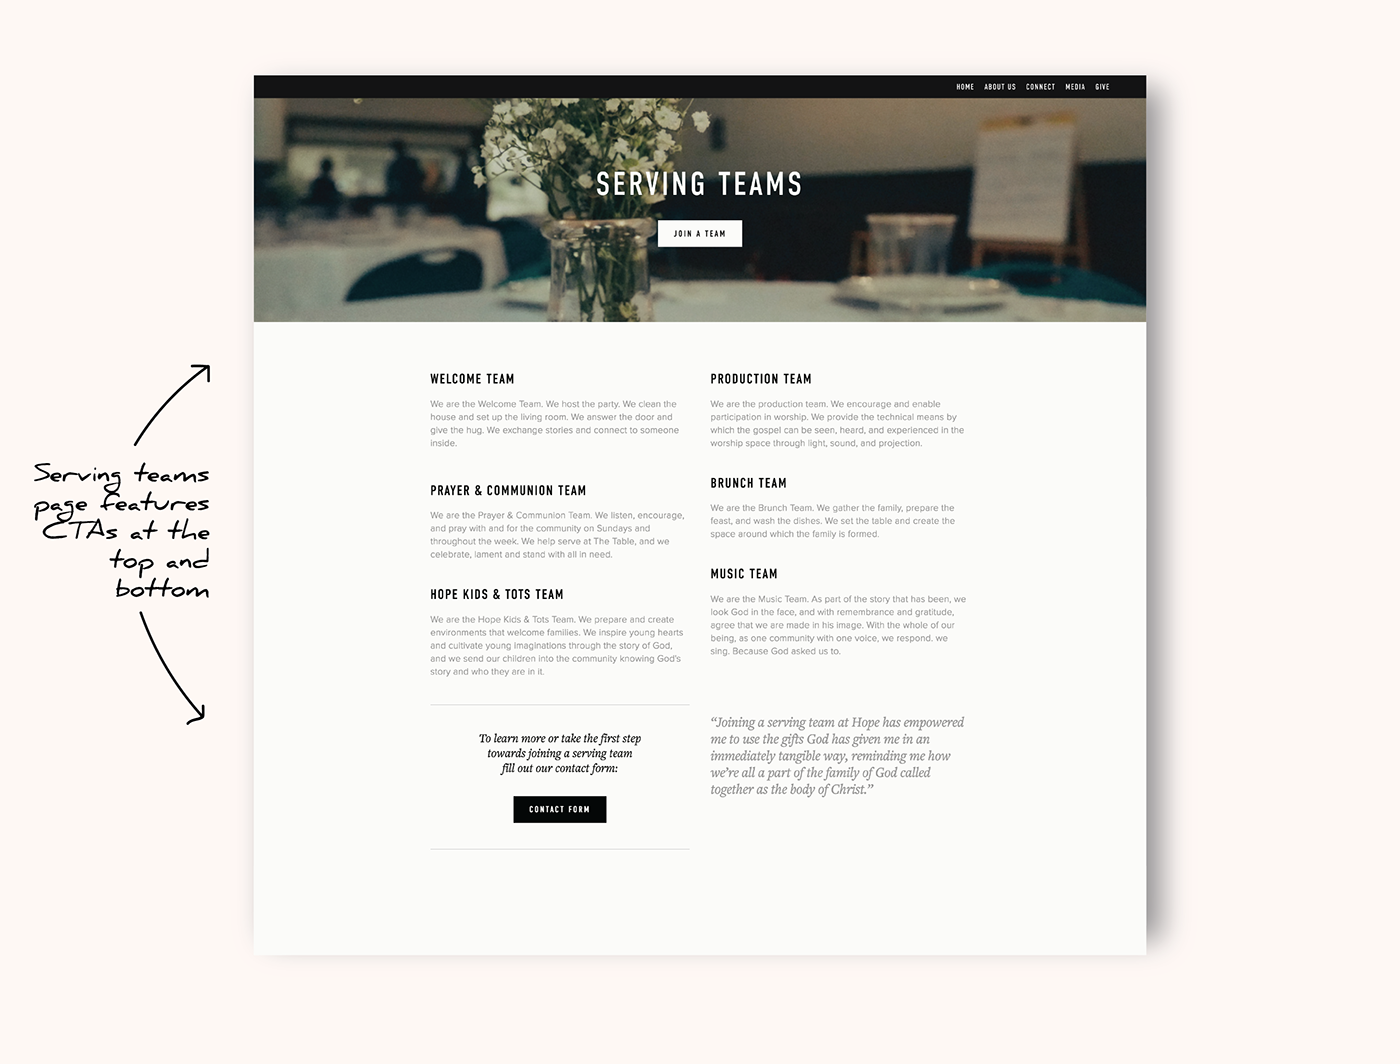 HOME ABOUT US CONNECT MEDIA GIVE
SERVING TEAMS
JOIN A TEAM
Serving teams
page features
CTAs at the
top and
bottom
WELCOME TEAM
We are the Welcome Team. We host the party. We clean the
house and set up the living room. We answer the door and
give the hug. We exchange stories and connect to someone
inside.
PRAYER & COMMUNION TEAM
We are the Prayer & Communion Team. We listen, encourage,
and pray with and for the community on Sundays and
throughout the week. We help serve at The Table, and we
celebrate, lament and stand with all in need.
HOPE KIDS & TOTS TEAM
We are the Hope Kids & Tots Team. We prepare and create
environments that welcome families. We inspire young hearts
and cultivate young imaginations through the story of God,
and we send our children into the community knowing God's
story and who they are in it.
To learn more or take the first step
towards joining a serving team
fill out our contact form:
CONTACT FORM
PRODUCTION TEAM
We are the production team. We encourage and enable
participation in worship. We provide the technical means by
which the gospel can be seen, heard, and experienced in the
worship space through light, sound, and projection.
BRUNCH TEAM
We are the Brunch Team. We gather the family, prepare the
feast, and wash the dishes. We set the table and create the
space around which the family is formed.
MUSIC TEAM
We are the Music Team. As part of the story that has been, we
look God in the face, and with remembrance and gratitude,
agree that we are made in his image. With the whole of our
being, as one community with one voice, we respond. we
sing. Because God asked us to.
“Joining a serving team at Hope has empowered
me to use the gifts God has given me in an
immediately tangible way, reminding me how
we’re all a part of the family of God called
together as the body of Christ.”